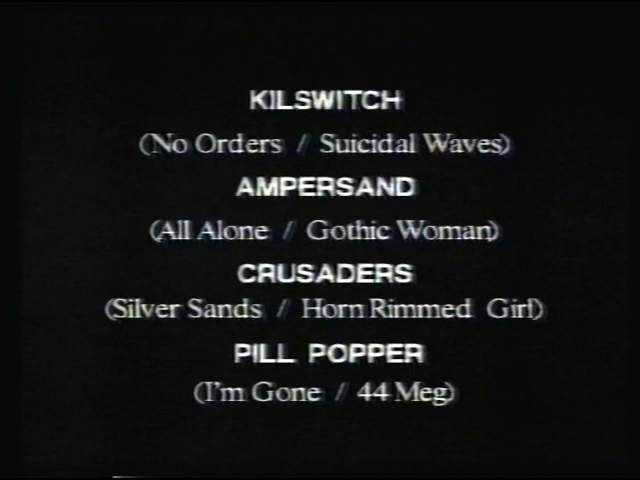 KILSWITCH
(No Orders / Suicidal Waves)
AMPERSAND
(All Alone / Gothic Woman)
CRUSADERS
(Silver Sands / Horn Rimmed Girl)
PILL POPPER
(I'm Gone / 44 Meg)